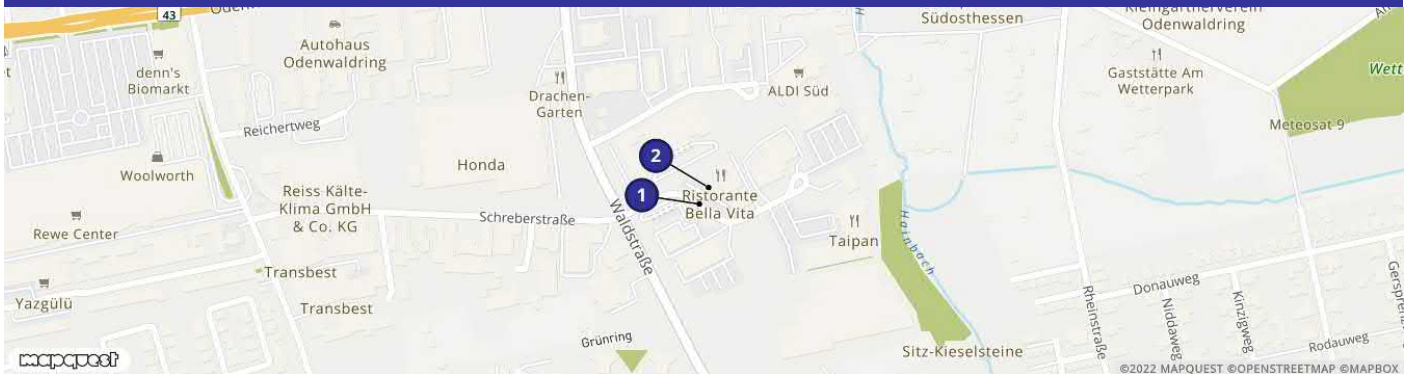 43
Südosthessen
Kleingärtnerverein
Odenwaldring
Autohaus
Odenwaldring
denn's
Biomarkt
Drachen-
Garten
ALDI Süd
Gaststätte Am
Wetterpark
Wett
Meteosat 9
Reichertweg
Honda
2
1
Ristorante
Bella Vita
Woolworth
Reiss Kälte-
Klima GmbH
& Co. KG
Schreberstraße
Waldstraße
Taipan
Hainbach
Rewe Center
Transbest
Yazgülü
Transbest
Grünring
Sitz-Kieselsteine
Rheinstraße
Donauweg
Niddaweg
Kinzigweg
Gersprenz
Rodauweg
mapquest
©2022 MAPQUEST ©OPENSTREETMAP ©MAPBOX